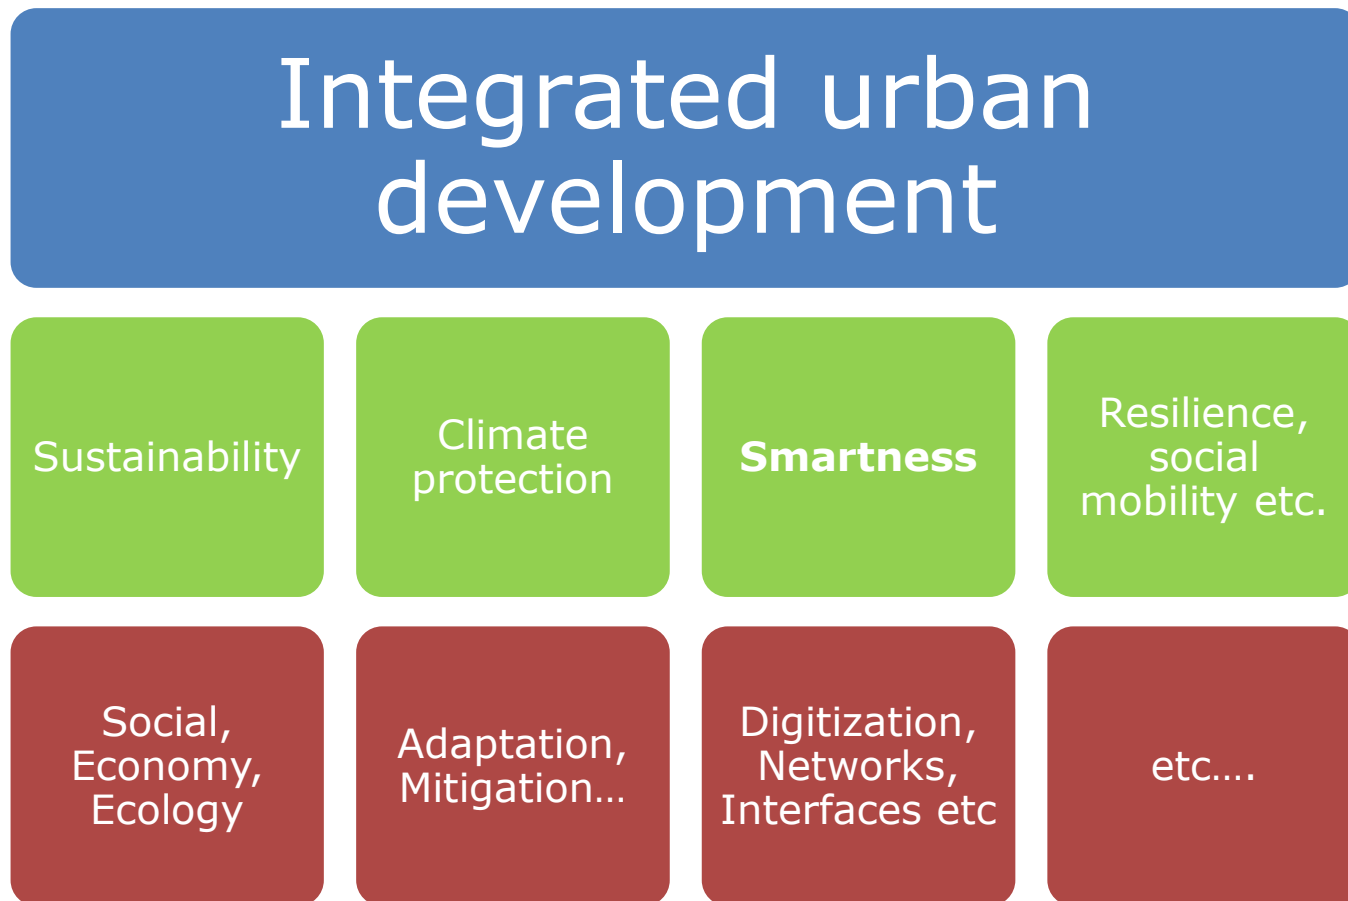 Integrated urban
development
Sustainability
Climate
protection
Smartness
Resilience,
social
mobility etc.
Social,
Economy,
Ecology
Adaptation,
Mitigation…
Digitization,
Networks,
Interfaces etc
etc….